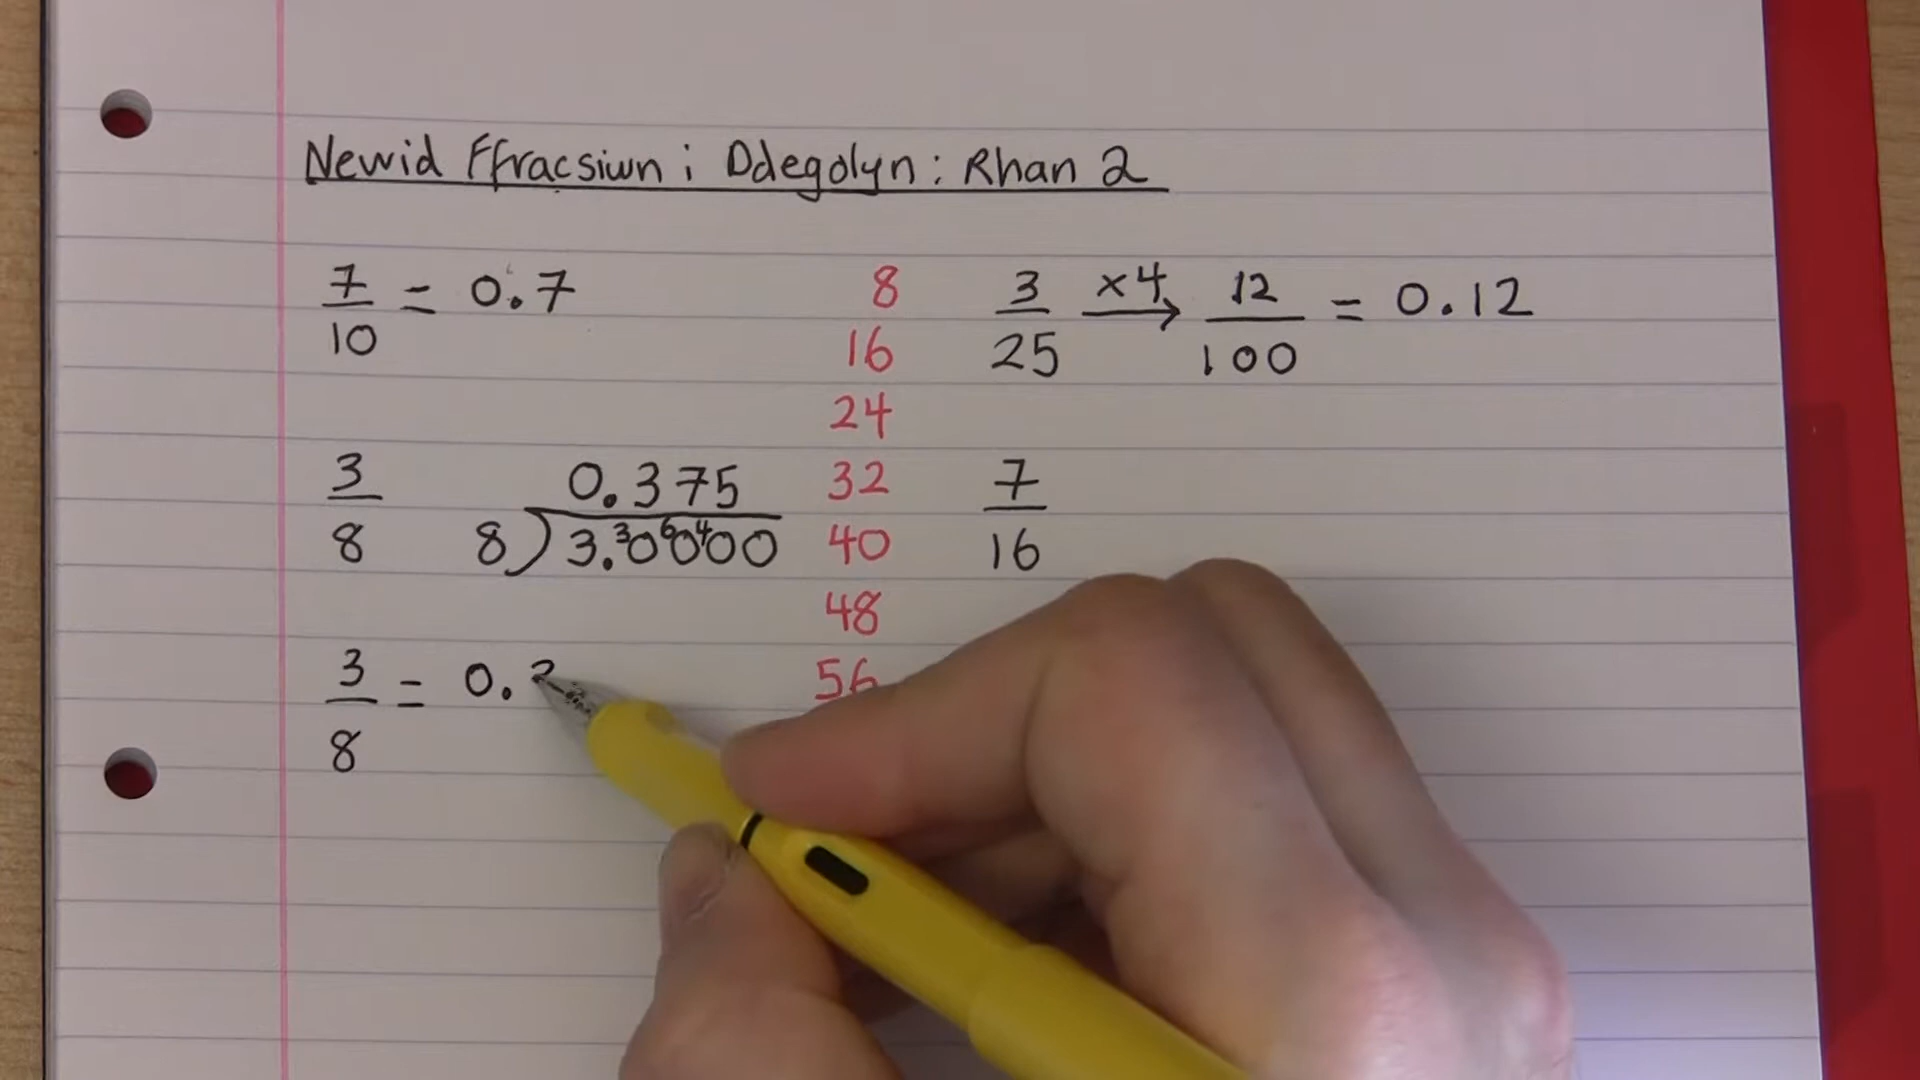 Newid Ffracsiwn i Ddegolyn: Rhan 2
7/10 = 0.7
3/8
0.375
8)3.³0⁶0⁴00
3/8 = 0.3
8
16
24
32
40
48
56
3/25 ×4→ 12/100 = 0.12
7/16